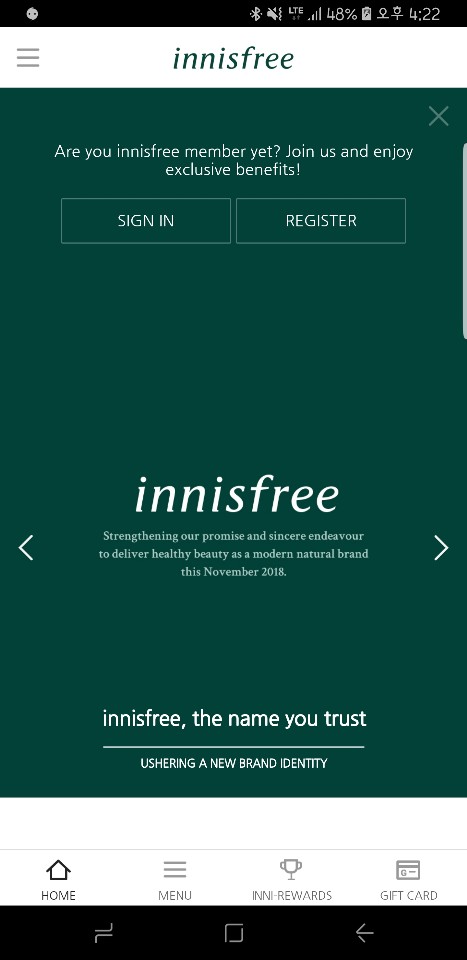 LTE 48% 오후 4:22
innisfree
Are you innisfree member yet? Join us and enjoy
exclusive benefits!
SIGN IN REGISTER
innisfree
Strengthening our promise and sincere endeavour
to deliver healthy beauty as a modern natural brand
this November 2018.
innisfree, the name you trust
USHERING A NEW BRAND IDENTITY
HOME MENU INNI-REWARDS GIFT CARD